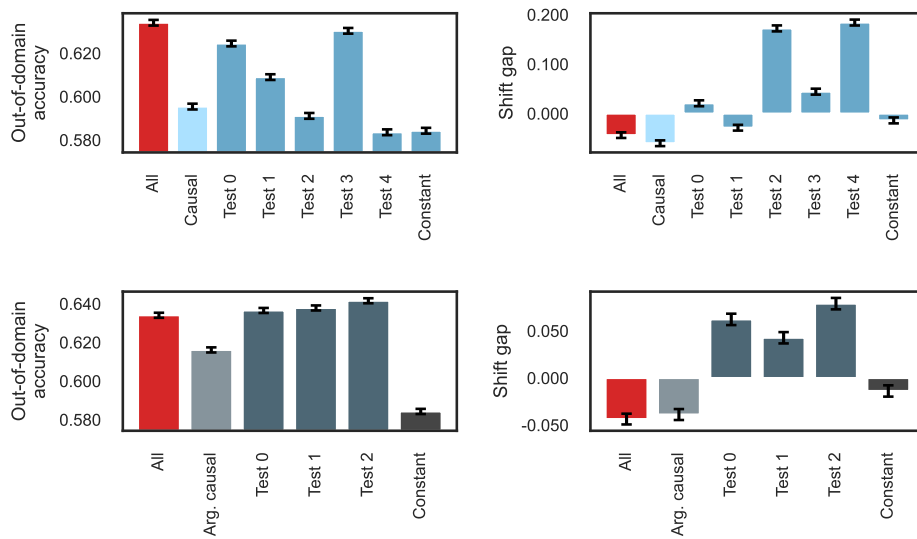 Out-of-domain
accuracy
0.620
0.600
0.580
All
Causal
Test 0
Test 1
Test 2
Test 3
Test 4
Constant
Shift gap
0.200
0.100
0.000
All
Causal
Test 0
Test 1
Test 2
Test 3
Test 4
Constant
Out-of-domain
accuracy
0.640
0.620
0.600
0.580
All
Arg. causal
Test 0
Test 1
Test 2
Constant
Shift gap
0.050
0.000
-0.050
All
Arg. causal
Test 0
Test 1
Test 2
Constant